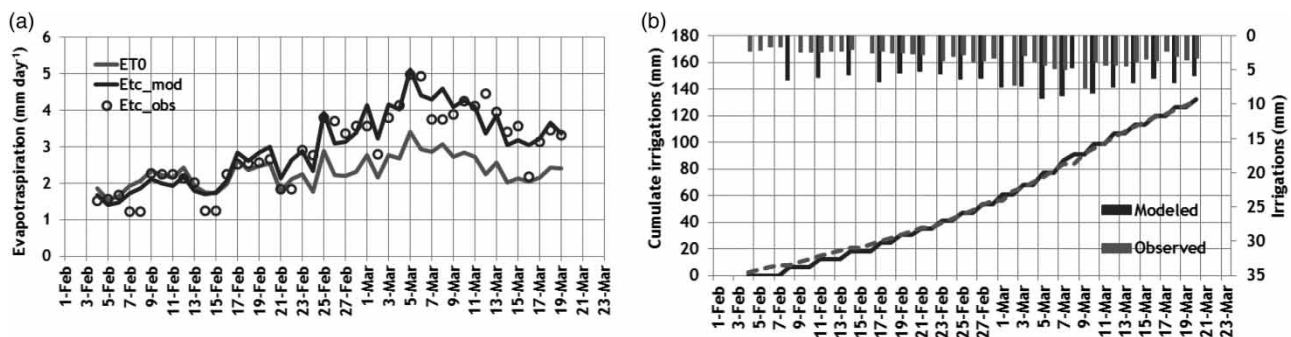 (a)
6
5
4
3
2
1
0
Evapotraspiration (mm day⁻¹)
ET0
Etc_mod
Etc_obs
1-Feb
3-Feb
5-Feb
7-Feb
9-Feb
11-Feb
13-Feb
15-Feb
17-Feb
19-Feb
21-Feb
23-Feb
25-Feb
27-Feb
1-Mar
3-Mar
5-Mar
7-Mar
9-Mar
11-Mar
13-Mar
15-Mar
17-Mar
19-Mar
21-Mar
23-Mar
(b)
180
160
140
120
100
80
60
40
20
0
Cumulate irrigations (mm)
0
5
10
15
20
25
30
35
Irrigations (mm)
Modeled
Observed
1-Feb
3-Feb
5-Feb
7-Feb
9-Feb
11-Feb
13-Feb
15-Feb
17-Feb
19-Feb
21-Feb
23-Feb
25-Feb
27-Feb
1-Mar
3-Mar
5-Mar
7-Mar
9-Mar
11-Mar
13-Mar
15-Mar
17-Mar
19-Mar
21-Mar
23-Mar